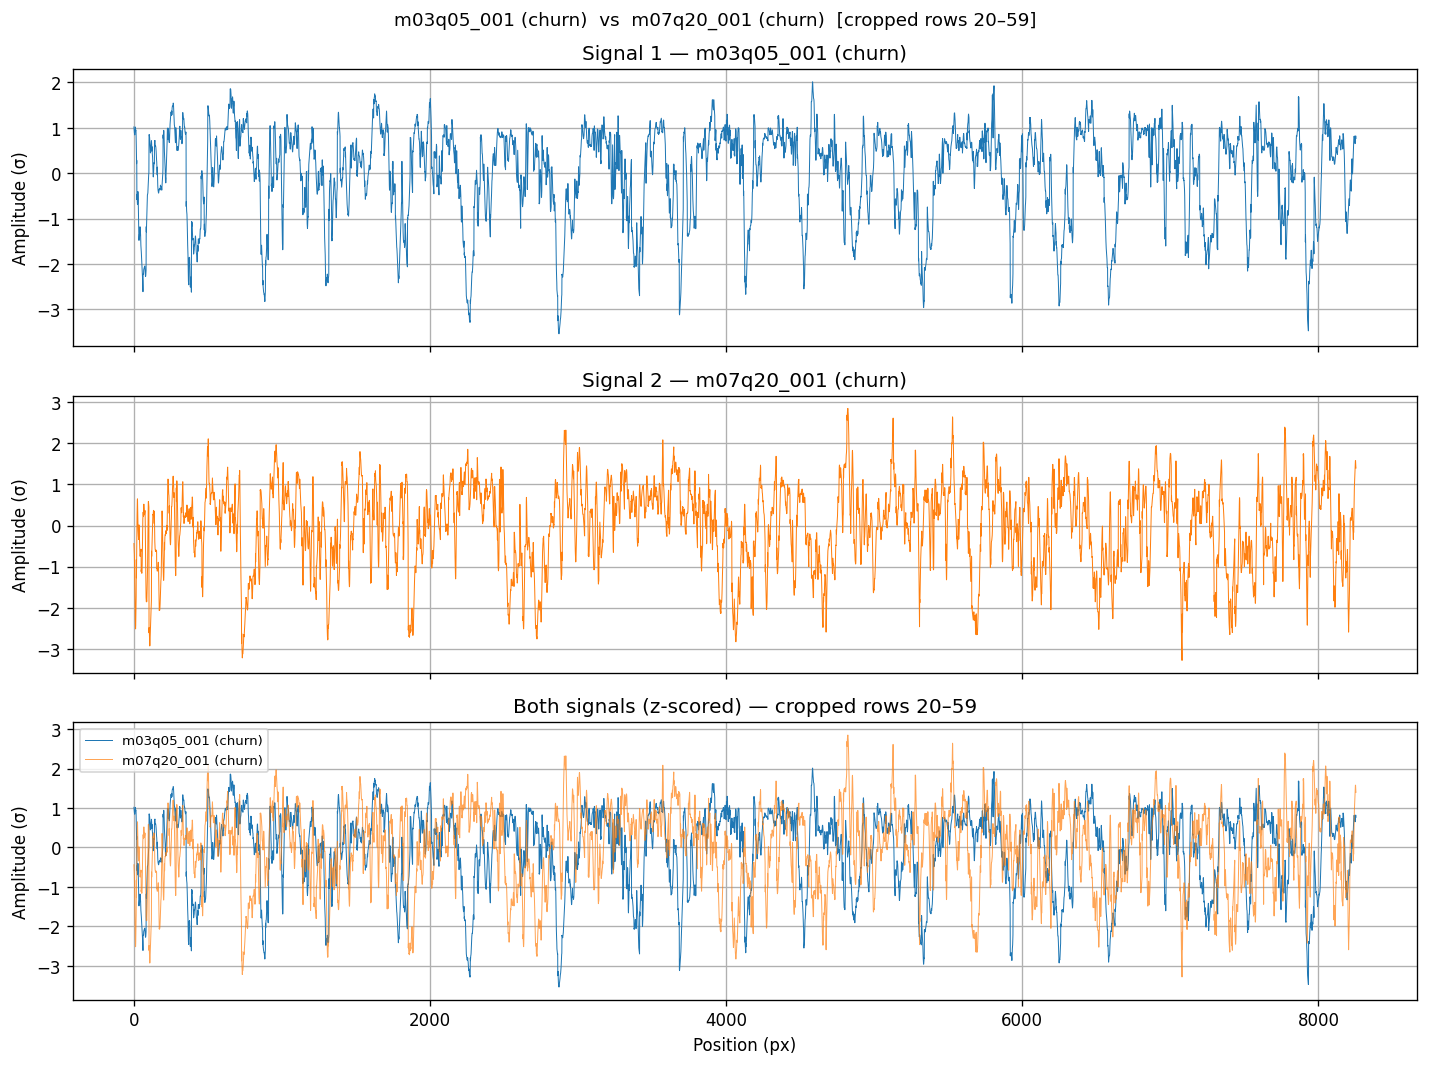 m03q05_001 (churn)  vs  m07q20_001 (churn)  [cropped rows 20–59]
Signal 1 — m03q05_001 (churn)
Amplitude (σ)
2
1
0
−1
−2
−3
Signal 2 — m07q20_001 (churn)
Amplitude (σ)
3
2
1
0
−1
−2
−3
Both signals (z-scored) — cropped rows 20–59
m03q05_001 (churn)
m07q20_001 (churn)
Amplitude (σ)
3
2
1
0
−1
−2
−3
0 2000 4000 6000 8000
Position (px)